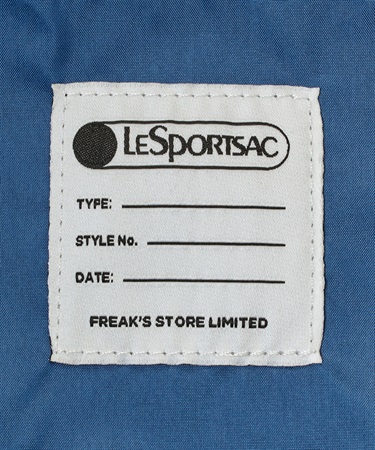 LESPORTSAC
TYPE:
STYLE No.
DATE:
FREAK'S STORE LIMITED